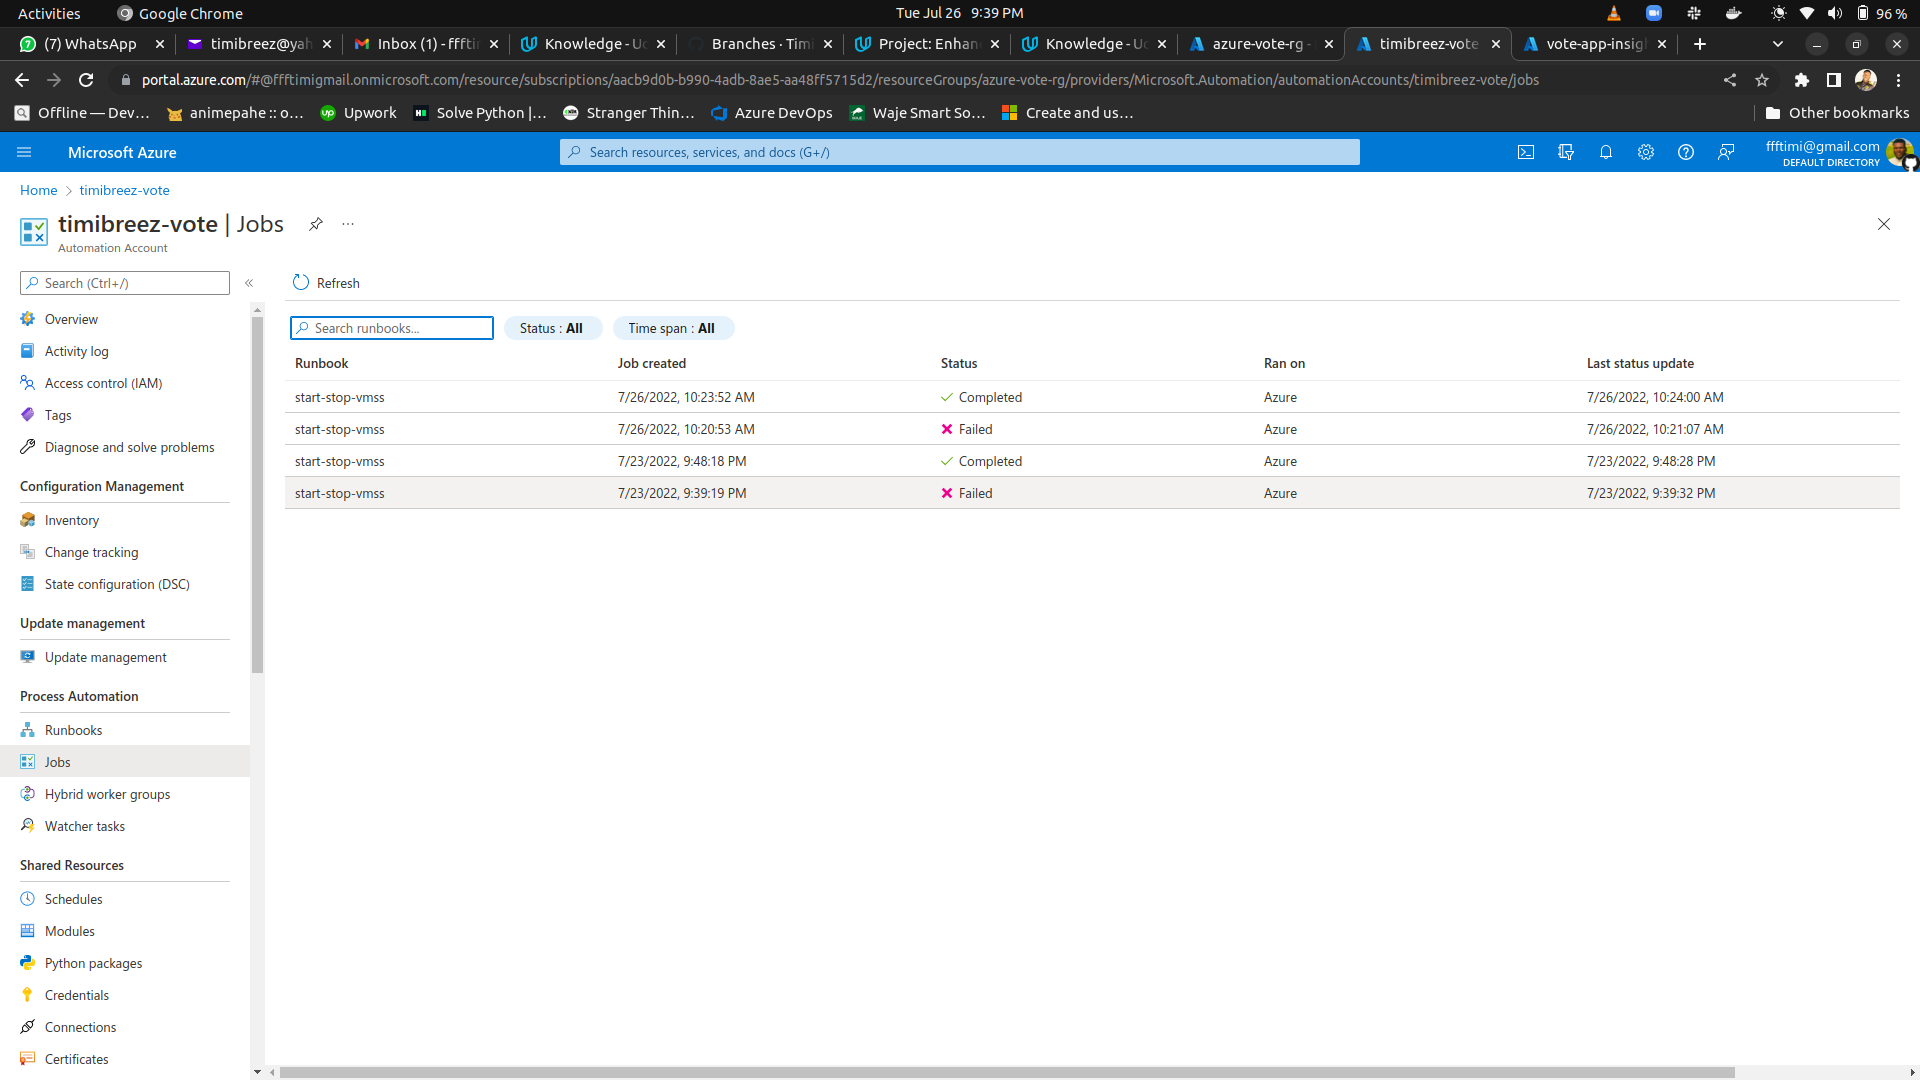 Activities Google Chrome Tue Jul 26 9:39 PM 96 %
(7) WhatsApp timibreez@yah Inbox (1) - ffftin Knowledge - Ud Branches · Timi Project: Enhan Knowledge - Ud azure-vote-rg - timibreez-vote vote-app-insigh
portal.azure.com/#@ffftimigmail.onmicrosoft.com/resource/subscriptions/aacb9d0b-b990-4adb-8ae5-aa48ff5715d2/resourceGroups/azure-vote-rg/providers/Microsoft.Automation/automationAccounts/timibreez-vote/jobs
Offline — Dev... animepahe :: o... Upwork Solve Python |... Stranger Thin... Azure DevOps Waje Smart So... Create and us... Other bookmarks
Microsoft Azure Search resources, services, and docs (G+/) ffftimi@gmail.com
DEFAULT DIRECTORY
Home > timibreez-vote
timibreez-vote | Jobs ...
Automation Account
Search (Ctrl+/) « Refresh
Search runbooks... Status : All Time span : All
Runbook Job created Status Ran on Last status update
start-stop-vmss 7/26/2022, 10:23:52 AM Completed Azure 7/26/2022, 10:24:00 AM
start-stop-vmss 7/26/2022, 10:20:53 AM Failed Azure 7/26/2022, 10:21:07 AM
start-stop-vmss 7/23/2022, 9:48:18 PM Completed Azure 7/23/2022, 9:48:28 PM
start-stop-vmss 7/23/2022, 9:39:19 PM Failed Azure 7/23/2022, 9:39:32 PM
Overview
Activity log
Access control (IAM)
Tags
Diagnose and solve problems
Configuration Management
Inventory
Change tracking
State configuration (DSC)
Update management
Update management
Process Automation
Runbooks
Jobs
Hybrid worker groups
Watcher tasks
Shared Resources
Schedules
Modules
Python packages
Credentials
Connections
Certificates